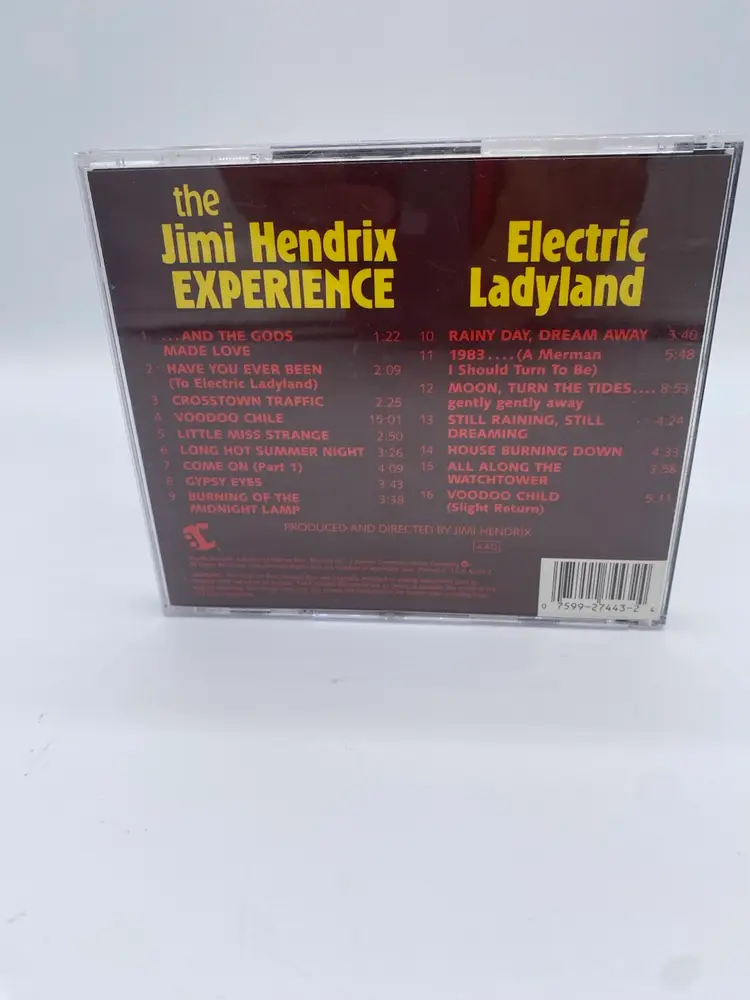 the
Jimi Hendrix
EXPERIENCE
Electric
Ladyland
1 ...AND THE GODS 1:22
MADE LOVE
2 HAVE YOU EVER BEEN 2:09
(To Electric Ladyland)
3 CROSSTOWN TRAFFIC 2:25
4 VOODOO CHILE 15:01
5 LITTLE MISS STRANGE 2:50
6 LONG HOT SUMMER NIGHT 3:26
7 COME ON (Part 1) 4:09
8 GYPSY EYES 3:43
9 BURNING OF THE 3:38
MIDNIGHT LAMP
10 RAINY DAY, DREAM AWAY 3:40
11 1983....(A Merman 5:48
I Should Turn To Be)
12 MOON, TURN THE TIDES.... 8:53
gently gently away
13 STILL RAINING, STILL 4:24
DREAMING
14 HOUSE BURNING DOWN 4:33
15 ALL ALONG THE 3:58
WATCHTOWER
16 VOODOO CHILD 5:11
(Slight Return)
PRODUCED AND DIRECTED BY JIMI HENDRIX
AAD
0 7599-27443-2 4